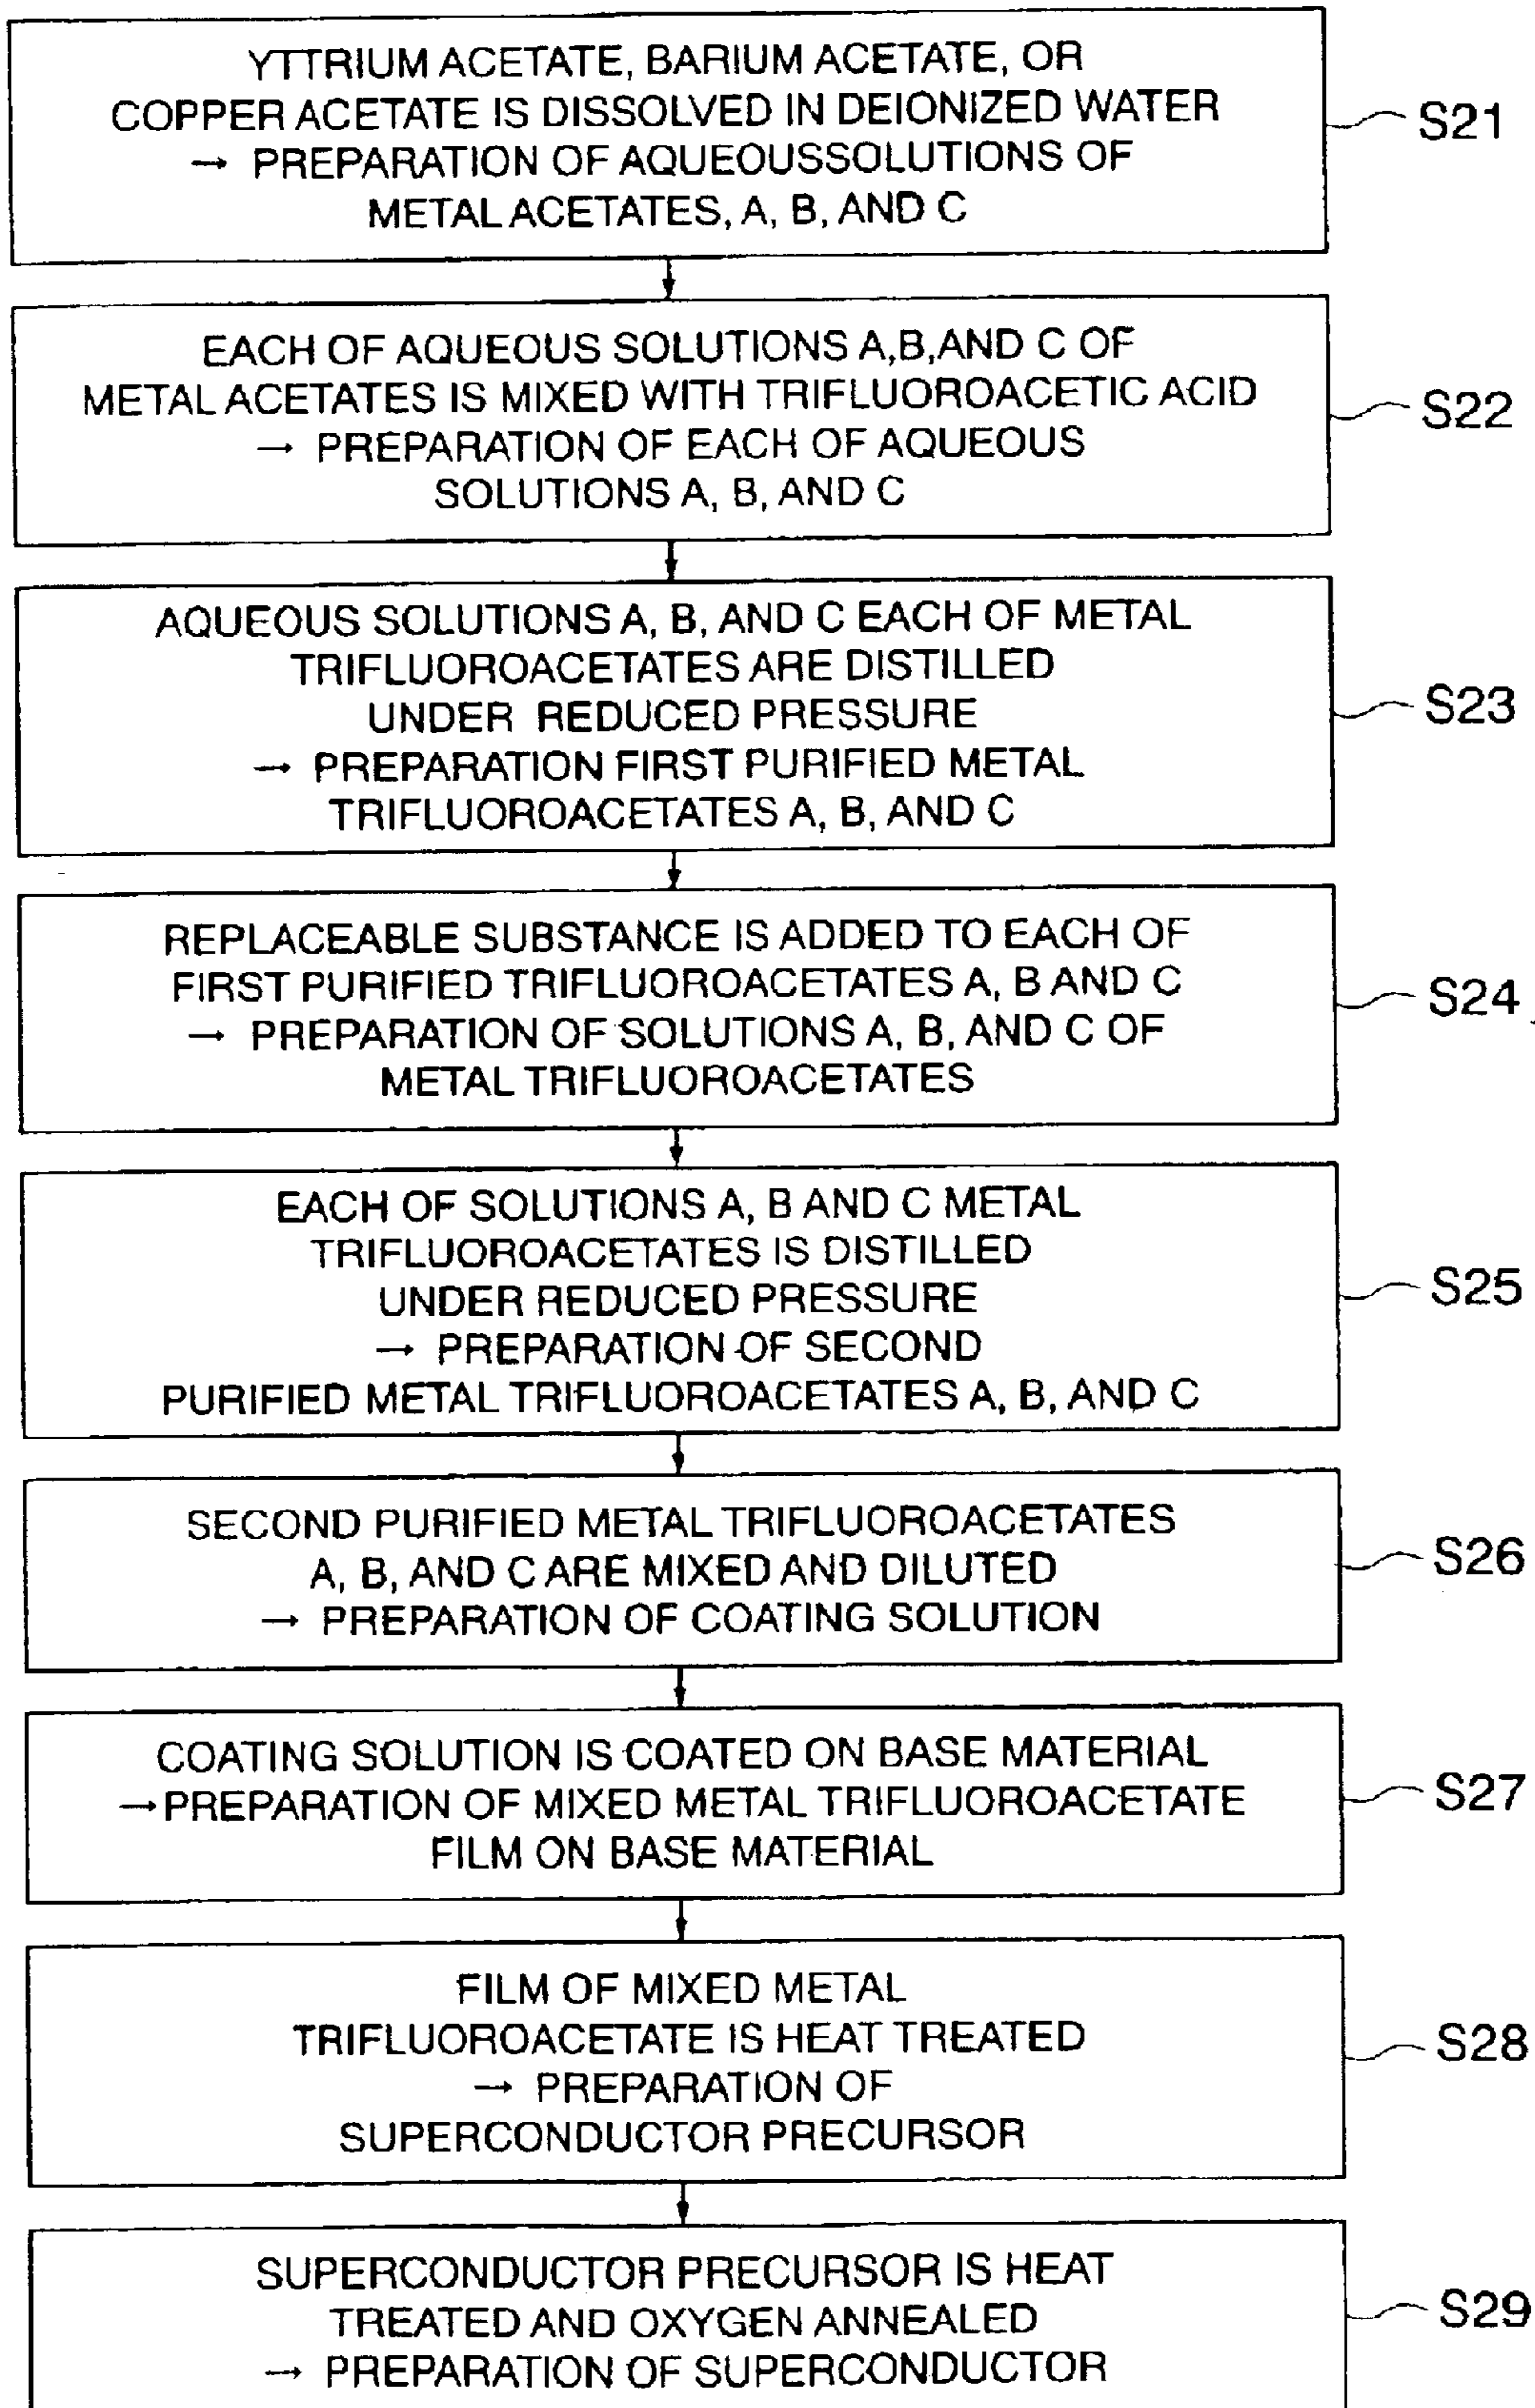 YTTRIUM ACETATE, BARIUM ACETATE, OR
COPPER ACETATE IS DISSOLVED IN DEIONIZED WATER
→ PREPARATION OF AQUEOUSSOLUTIONS OF
METAL ACETATES, A, B, AND C
S21
EACH OF AQUEOUS SOLUTIONS A,B,AND C OF
METAL ACETATES IS MIXED WITH TRIFLUOROACETIC ACID
→ PREPARATION OF EACH OF AQUEOUS
SOLUTIONS A, B, AND C
S22
AQUEOUS SOLUTIONS A, B, AND C EACH OF METAL
TRIFLUOROACETATES ARE DISTILLED
UNDER REDUCED PRESSURE
→ PREPARATION FIRST PURIFIED METAL
TRIFLUOROACETATES A, B, AND C
S23
REPLACEABLE SUBSTANCE IS ADDED TO EACH OF
FIRST PURIFIED TRIFLUOROACETATES A, B AND C
→ PREPARATION OF SOLUTIONS A, B, AND C OF
METAL TRIFLUOROACETATES
S24
EACH OF SOLUTIONS A, B AND C METAL
TRIFLUOROACETATES IS DISTILLED
UNDER REDUCED PRESSURE
→ PREPARATION OF SECOND
PURIFIED METAL TRIFLUOROACETATES A, B, AND C
S25
SECOND PURIFIED METAL TRIFLUOROACETATES
A, B, AND C ARE MIXED AND DILUTED
→ PREPARATION OF COATING SOLUTION
S26
COATING SOLUTION IS COATED ON BASE MATERIAL
→PREPARATION OF MIXED METAL TRIFLUOROACETATE
FILM ON BASE MATERIAL
S27
FILM OF MIXED METAL
TRIFLUOROACETATE IS HEAT TREATED
→ PREPARATION OF
SUPERCONDUCTOR PRECURSOR
S28
SUPERCONDUCTOR PRECURSOR IS HEAT
TREATED AND OXYGEN ANNEALED
→ PREPARATION OF SUPERCONDUCTOR
S29